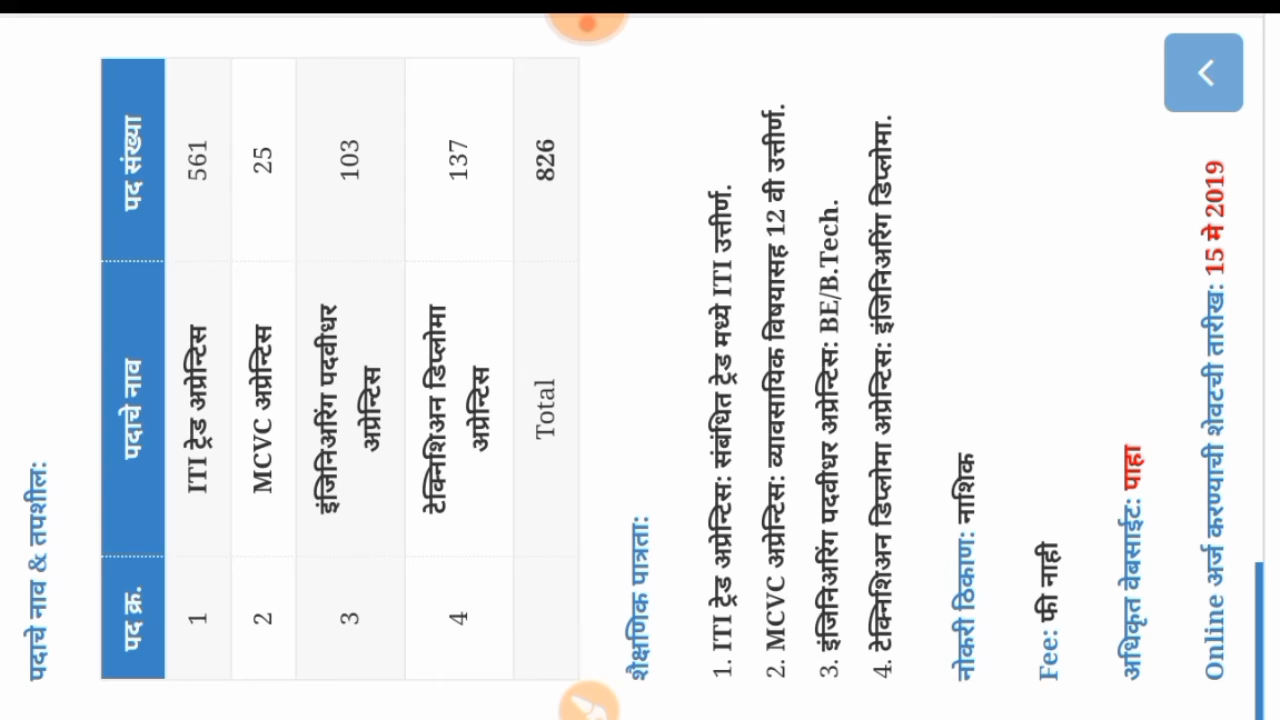 पदाचे नाव & तपशील:
पद क्र. पदाचे नाव पद संख्या
1 ITI ट्रेड अप्रेन्टिस 561
2 MCVC अप्रेन्टिस 25
3 इंजिनिअरिंग पदवीधर 103
अप्रेन्टिस
4 टेक्निशिअन डिप्लोमा 137
अप्रेन्टिस
Total 826
शैक्षणिक पात्रता:
1. ITI ट्रेड अप्रेन्टिस: संबंधित ट्रेड मध्ये ITI उत्तीर्ण.
2. MCVC अप्रेन्टिस: व्यावसायिक विषयासह 12 वी उत्तीर्ण.
3. इंजिनिअरिंग पदवीधर अप्रेन्टिस: BE/B.Tech.
4. टेक्निशिअन डिप्लोमा अप्रेन्टिस: इंजिनिअरिंग डिप्लोमा.
नोकरी ठिकाण: नाशिक
Fee: फी नाही
अधिकृत वेबसाईट: पाहा
Online अर्ज करण्याची शेवटची तारीख: 15 मे 2019